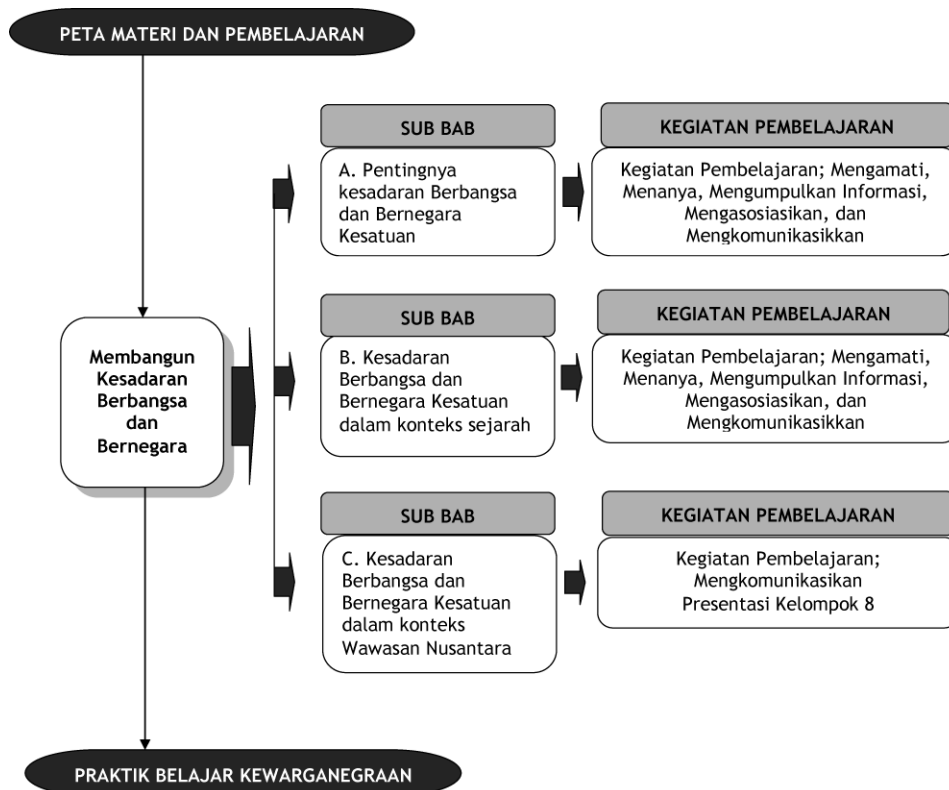 PETA MATERI DAN PEMBELAJARAN
SUB BAB
A. Pentingnya
kesadaran Berbangsa
dan Bernegara
Kesatuan
KEGIATAN PEMBELAJARAN
Kegiatan Pembelajaran; Mengamati,
Menanya, Mengumpulkan Informasi,
Mengasosiasikan, dan
Mengkomunikasikkan
Membangun
Kesadaran
Berbangsa
dan
Bernegara
SUB BAB
B. Kesadaran
Berbangsa dan
Bernegara Kesatuan
dalam konteks sejarah
KEGIATAN PEMBELAJARAN
Kegiatan Pembelajaran; Mengamati,
Menanya, Mengumpulkan Informasi,
Mengasosiasikan, dan
Mengkomunikasikkan
SUB BAB
C. Kesadaran
Berbangsa dan
Bernegara Kesatuan
dalam konteks
Wawasan Nusantara
KEGIATAN PEMBELAJARAN
Kegiatan Pembelajaran;
Mengkomunikasikan
Presentasi Kelompok 8
PRAKTIK BELAJAR KEWARGANEGRAAN